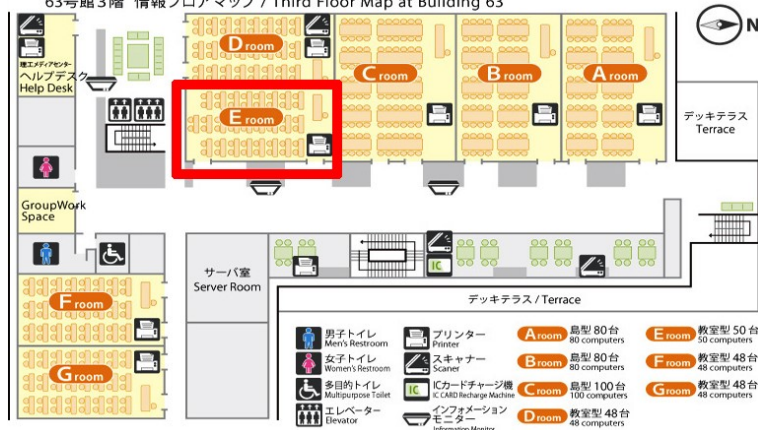 63号館3階 情報フロアマップ / Third Floor Map at Building 63
N
理工メディアセンター
ヘルプデスク
Help Desk
D room
E room
C room
B room
A room
デッキテラス
Terrace
GroupWork
Space
サーバ室
Server Room
IC
デッキテラス / Terrace
F room
G room
男子トイレ
Men's Restroom
女子トイレ
Women's Restroom
多目的トイレ
Multipurpose Toilet
エレベーター
Elevator
プリンター
Printer
スキャナー
Scaner
IC
ICカードチャージ機
IC CARD Recharge Machine
インフォメーション
モニター
Information Monitor
A room 島型 80台
80 computers
B room 島型 80台
80 computers
C room 島型 100台
100 computers
D room 教室型 48台
48 computers
E room 教室型 50台
50 computers
F room 教室型 48台
48 computers
G room 教室型 48台
48 computers